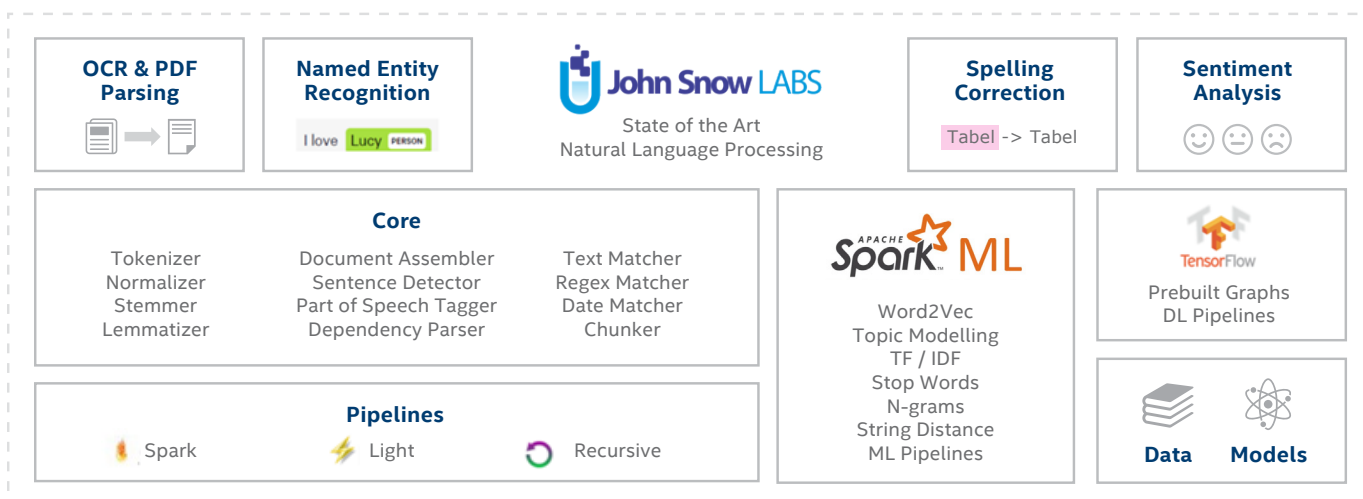 OCR & PDF
Parsing
Named Entity
Recognition
I love Lucy PERSON
John Snow LABS
State of the Art
Natural Language Processing
Spelling
Correction
Tabel -> Tabel
Sentiment
Analysis
Core
Tokenizer
Normalizer
Stemmer
Lemmatizer
Document Assembler
Sentence Detector
Part of Speech Tagger
Dependency Parser
Text Matcher
Regex Matcher
Date Matcher
Chunker
Pipelines
Spark
Light
Recursive
APACHE
Spark™ ML
Word2Vec
Topic Modelling
TF / IDF
Stop Words
N-grams
String Distance
ML Pipelines
TensorFlow
Prebuilt Graphs
DL Pipelines
Data
Models